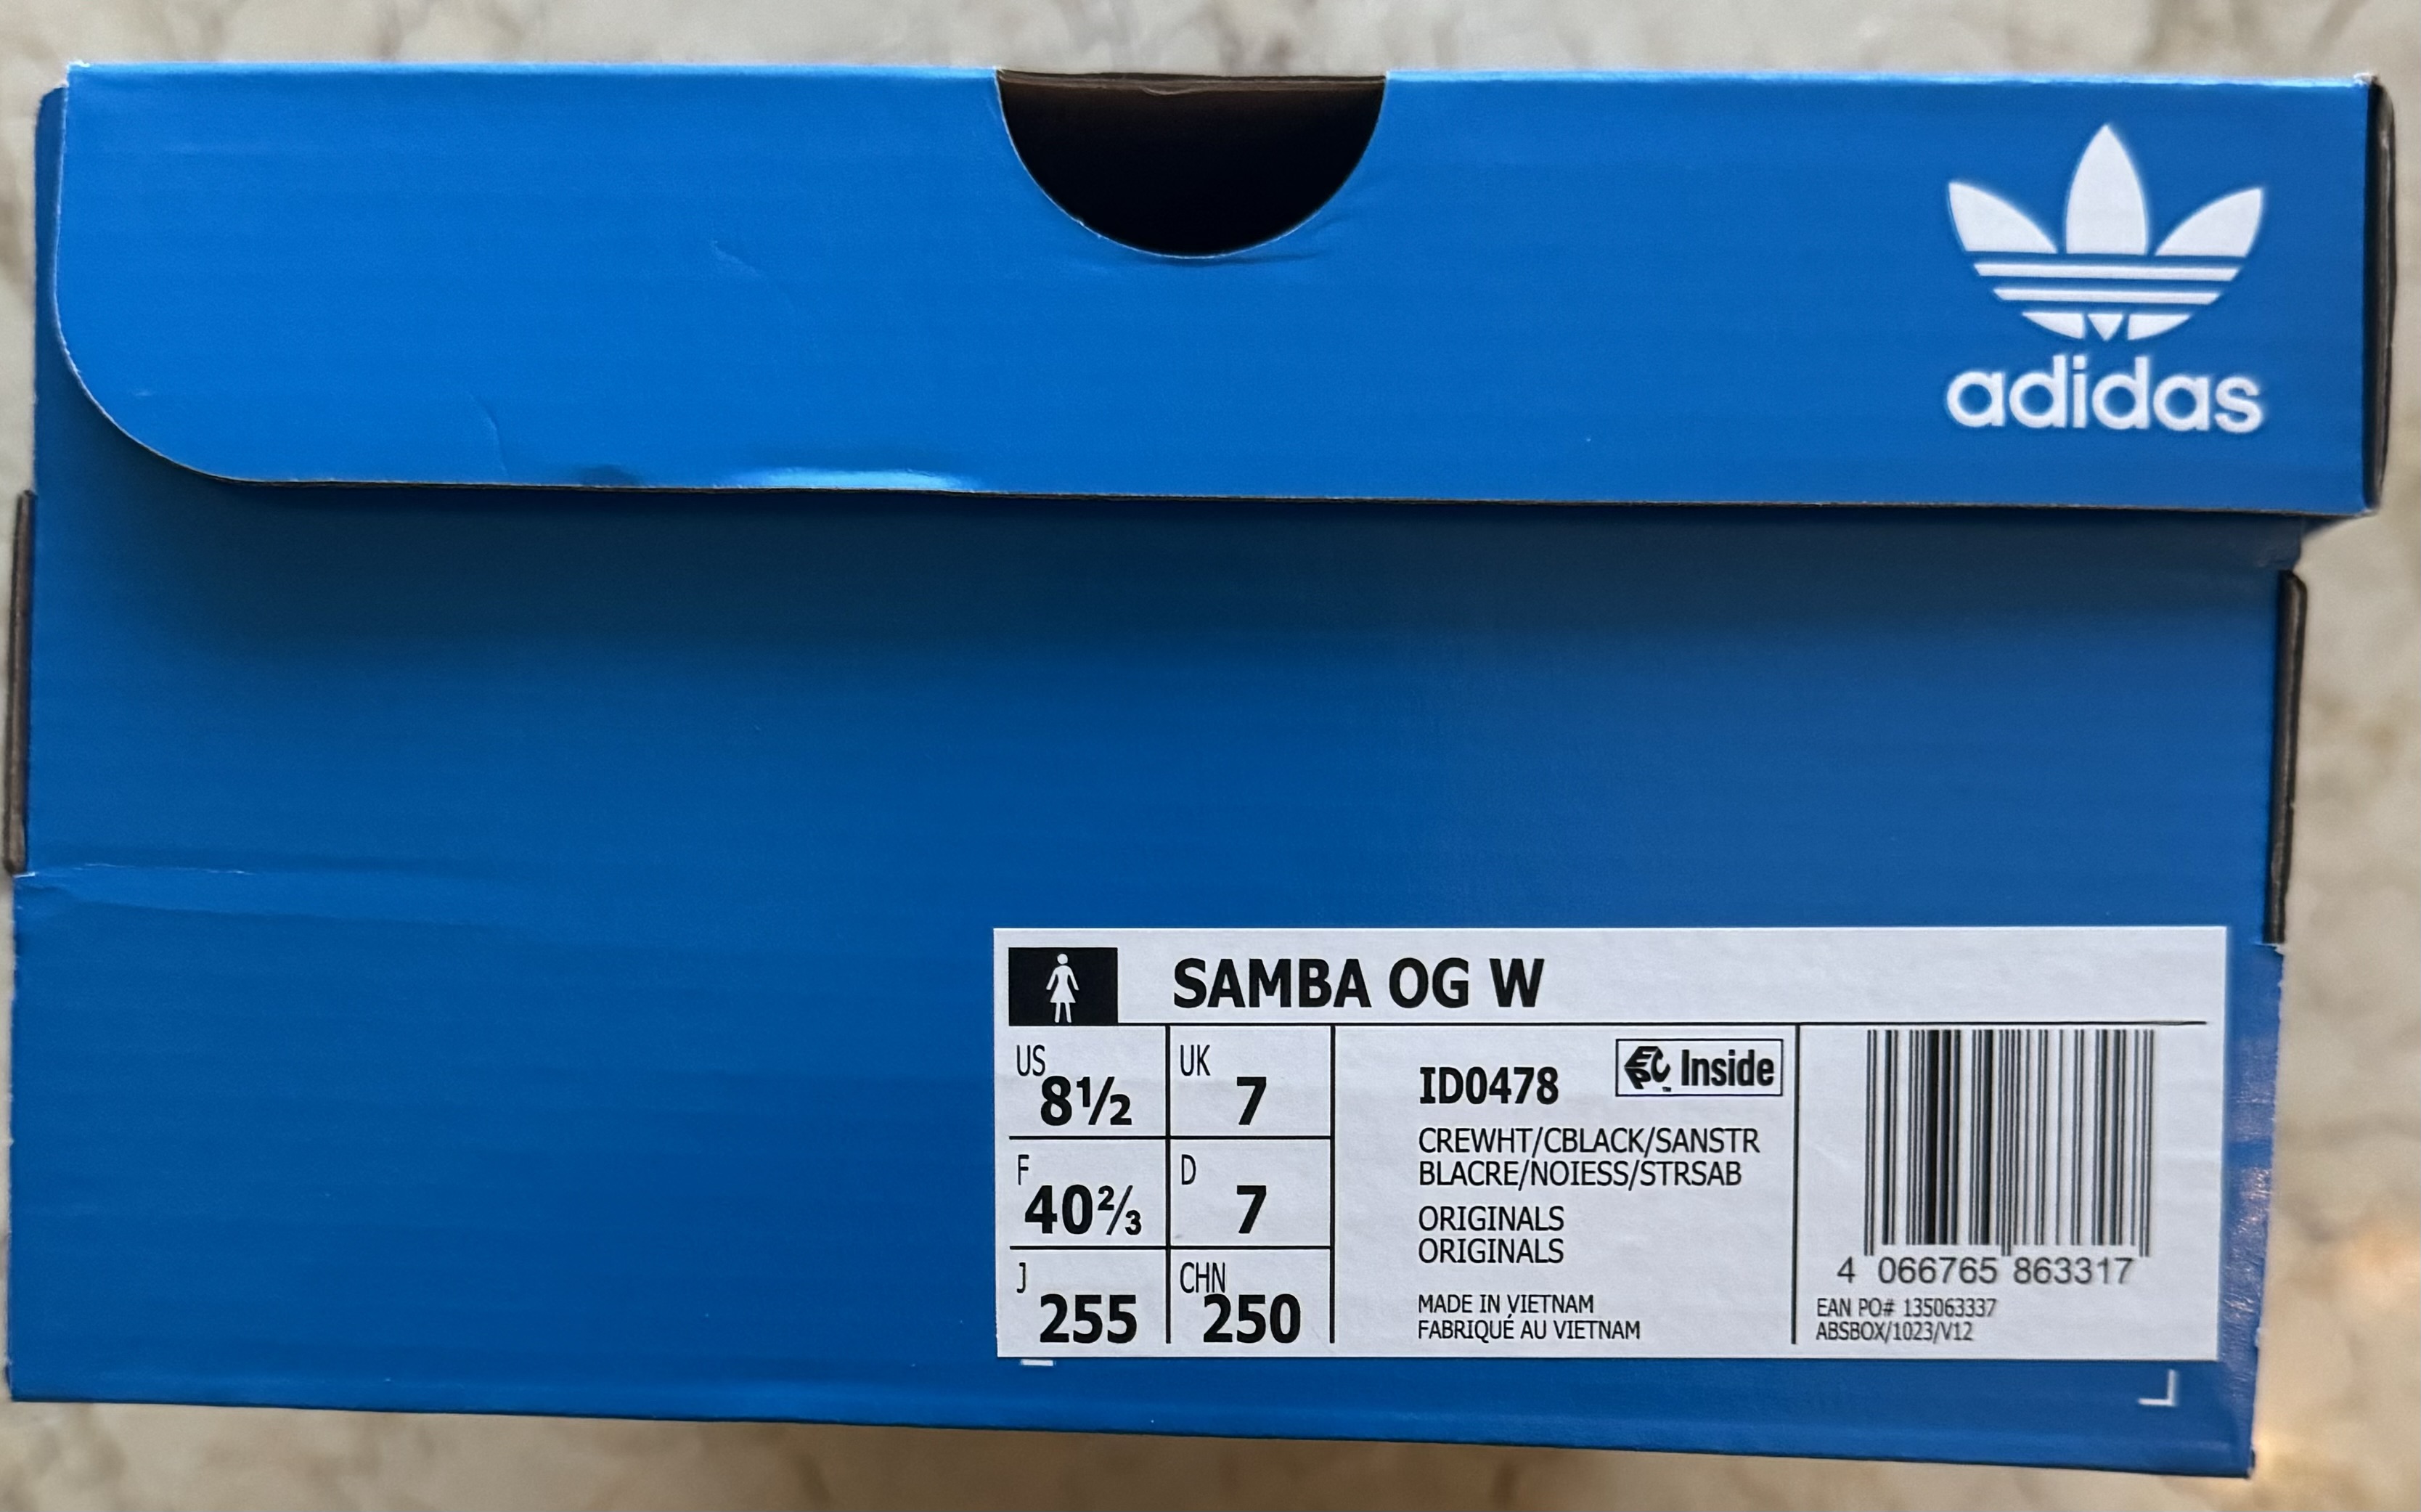 adidas
SAMBA OG W
US
8½
UK
7
F
40⅔
D
7
J
255
CHN
250
ID0478
EPC Inside
CREWHT/CBLACK/SANSTR
BLACRE/NOIESS/STRSAB
ORIGINALS
ORIGINALS
MADE IN VIETNAM
FABRIQUÉ AU VIETNAM
4 066765 863317
EAN PO# 135063337
ABSBOX/1023/V12